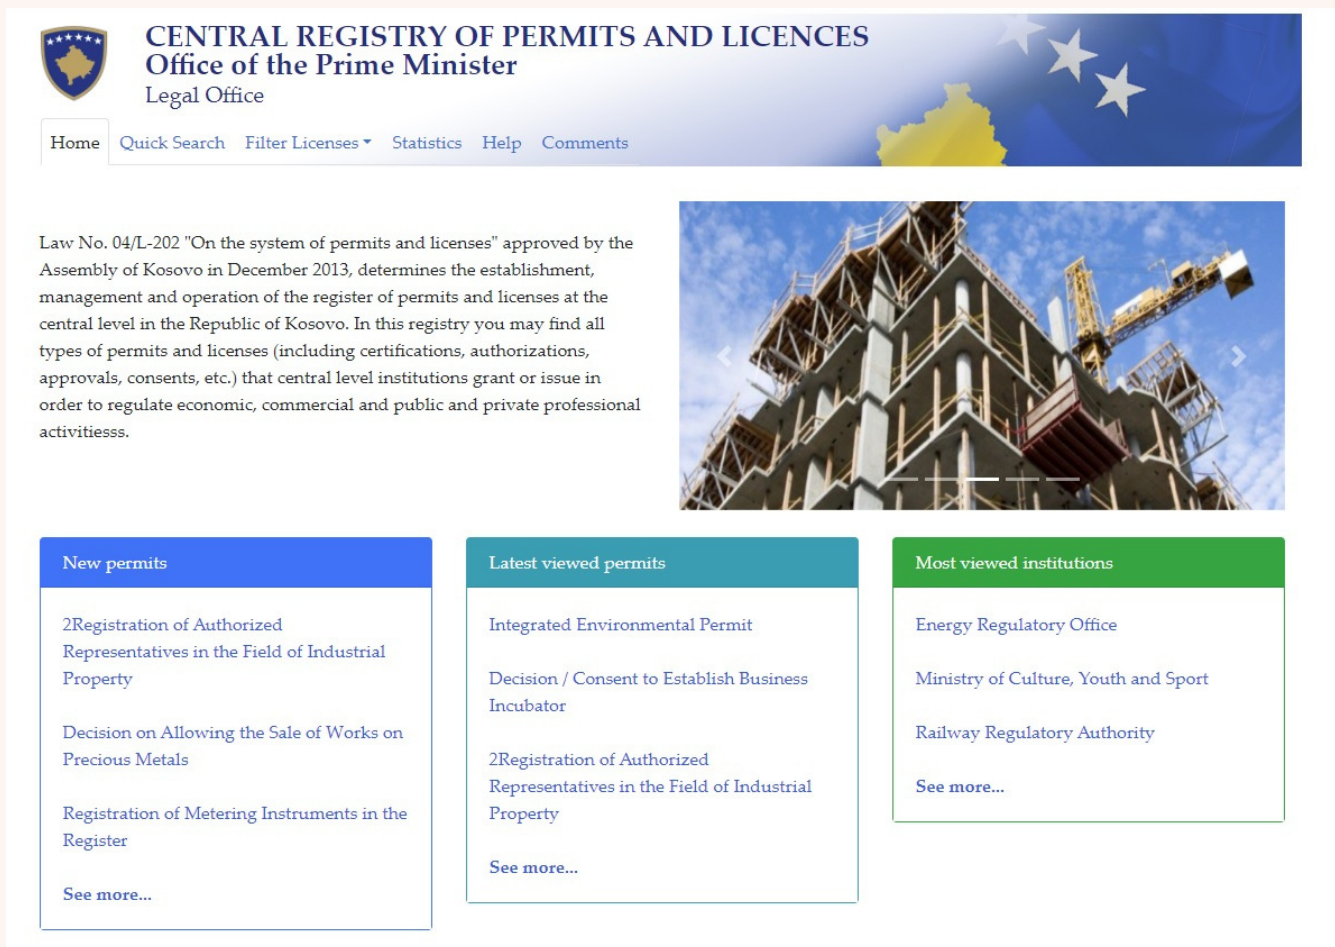 CENTRAL REGISTRY OF PERMITS AND LICENCES
Office of the Prime Minister
Legal Office
Home Quick Search Filter Licenses Statistics Help Comments
Law No. 04/L-202 "On the system of permits and licenses" approved by the
Assembly of Kosovo in December 2013, determines the establishment,
management and operation of the register of permits and licenses at the
central level in the Republic of Kosovo. In this registry you may find all
types of permits and licenses (including certifications, authorizations,
approvals, consents, etc.) that central level institutions grant or issue in
order to regulate economic, commercial and public and private professional
activitiesss.
New permits
2Registration of Authorized
Representatives in the Field of Industrial
Property
Decision on Allowing the Sale of Works on
Precious Metals
Registration of Metering Instruments in the
Register
See more...
Latest viewed permits
Integrated Environmental Permit
Decision / Consent to Establish Business
Incubator
2Registration of Authorized
Representatives in the Field of Industrial
Property
See more...
Most viewed institutions
Energy Regulatory Office
Ministry of Culture, Youth and Sport
Railway Regulatory Authority
See more...